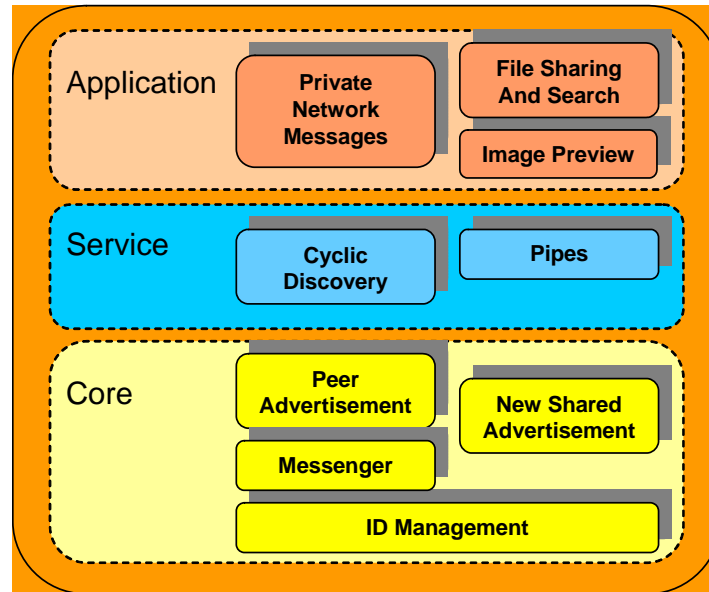 Application
Private
Network
Messages
File Sharing
And Search
Image Preview
Service
Cyclic
Discovery
Pipes
Core
Peer
Advertisement
New Shared
Advertisement
Messenger
ID Management